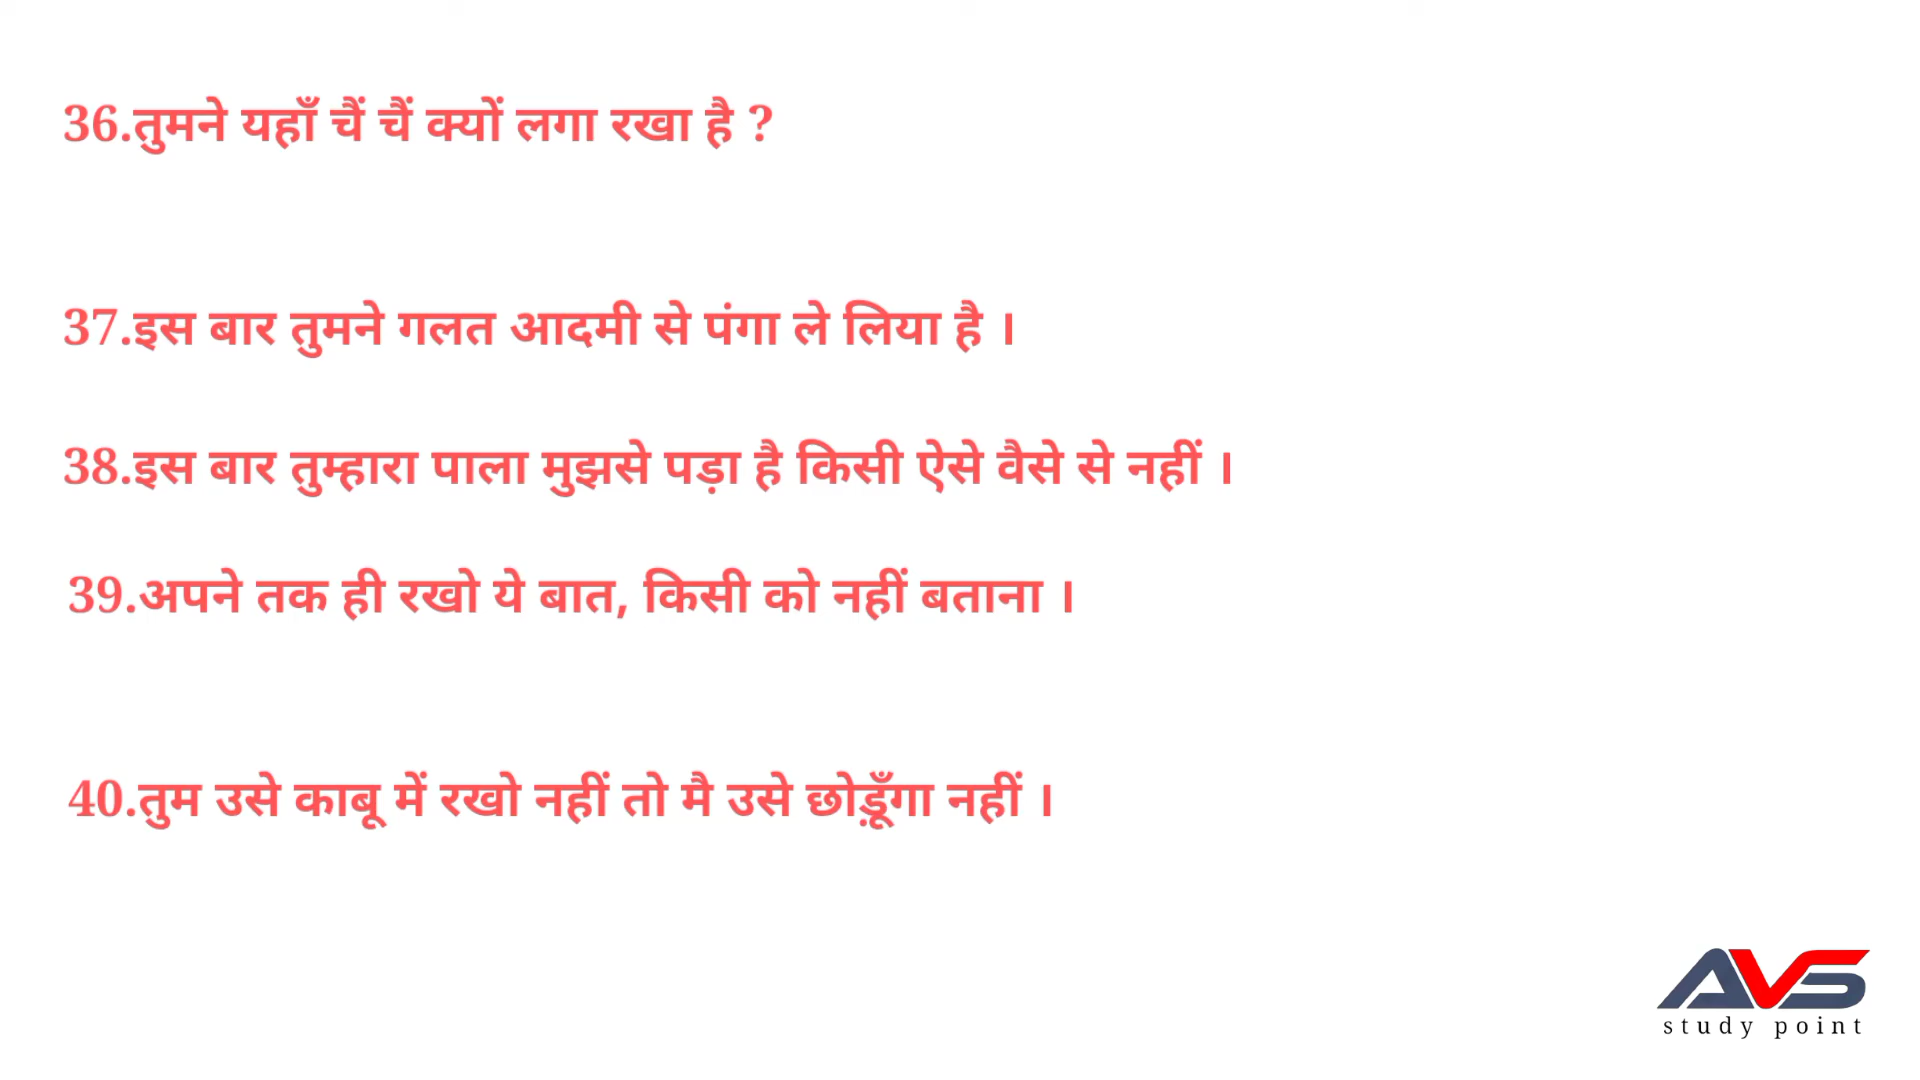 36.तुमने यहाँ चैं चैं क्यों लगा रखा है ?
37.इस बार तुमने गलत आदमी से पंगा ले लिया है ।
38.इस बार तुम्हारा पाला मुझसे पड़ा है किसी ऐसे वैसे से नहीं ।
39.अपने तक ही रखो ये बात, किसी को नहीं बताना ।
40.तुम उसे काबू में रखो नहीं तो मै उसे छोड़ूँगा नहीं ।
AVS
study point